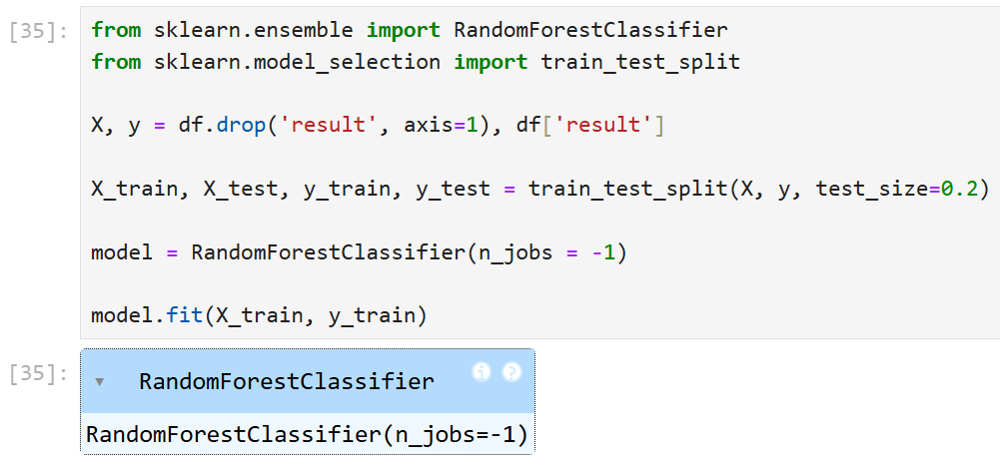 [35]: from sklearn.ensemble import RandomForestClassifier
from sklearn.model_selection import train_test_split
X, y = df.drop('result', axis=1), df['result']
X_train, X_test, y_train, y_test = train_test_split(X, y, test_size=0.2)
model = RandomForestClassifier(n_jobs = -1)
model.fit(X_train, y_train)
[35]: ▾ RandomForestClassifier i ?
RandomForestClassifier(n_jobs=-1)